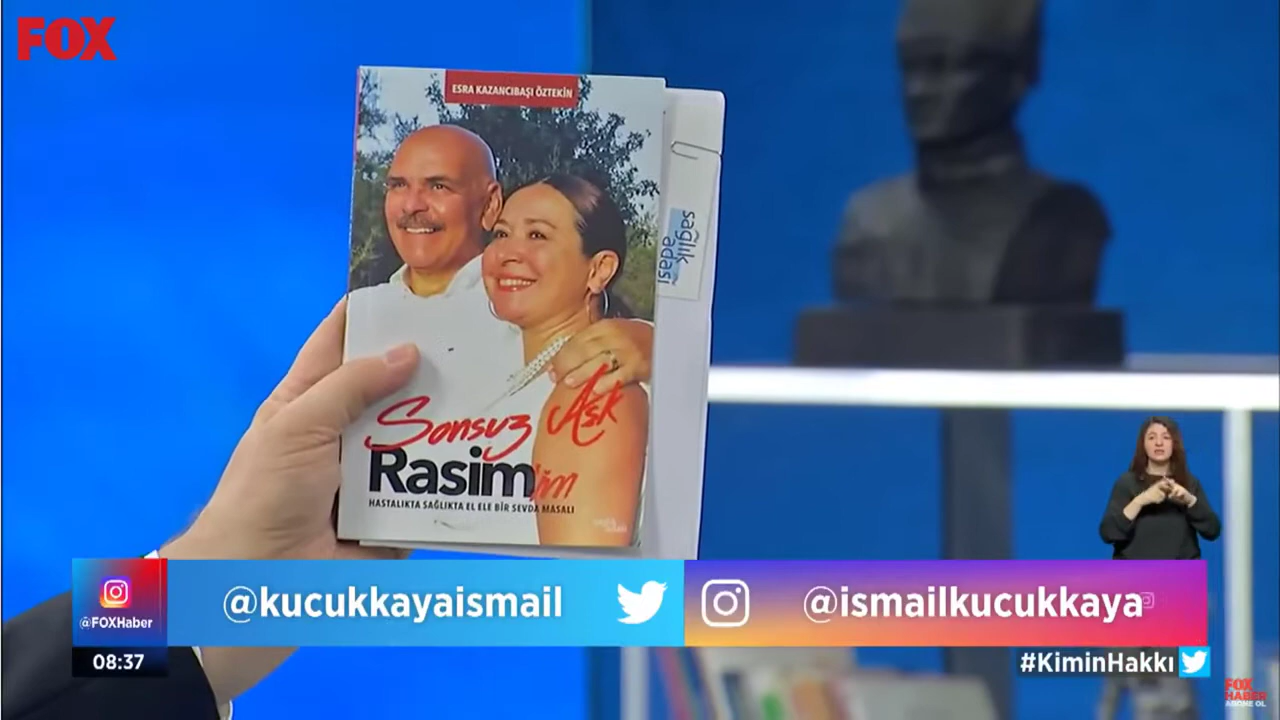 FOX
ESRA KAZANCIBAŞI ÖZTEKİN
sağlık
adası
Sonsuz Aşk
Rasim'im
HASTALIKTA SAĞLIKTA EL ELE BİR SEVDA MASALI
@kucukkayaismail
@ismailkucukkaya
@FOXHaber
08:37
#KiminHakkı
FOX
HABER
ABONE OL